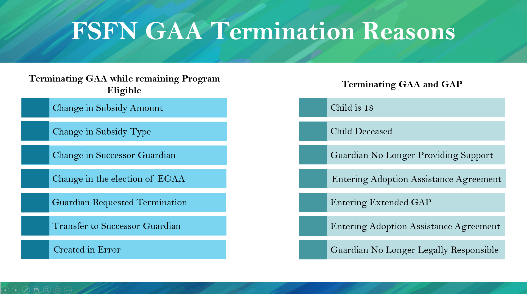 FSFN GAA Termination Reasons
Terminating GAA while remaining Program
Eligible
Change in Subsidy Amount
Change in Subsidy Type
Change in Successor Guardian
Change in the election of EGAA
Guardian Requested Termination
Transfer to Successor Guardian
Created in Error
Terminating GAA and GAP
Child is 18
Child Deceased
Guardian No Longer Providing Support
Entering Adoption Assistance Agreement
Entering Extended GAP
Entering Adoption Assistance Agreement
Guardian No Longer Legally Responsible